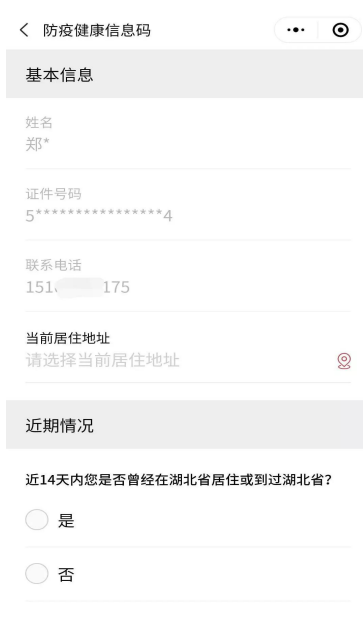 防疫健康信息码
基本信息
姓名
郑*
证件号码
5****************4
联系电话
151 175
当前居住地址
请选择当前居住地址
近期情况
近14天内您是否曾经在湖北省居住或到过湖北省？
是
否